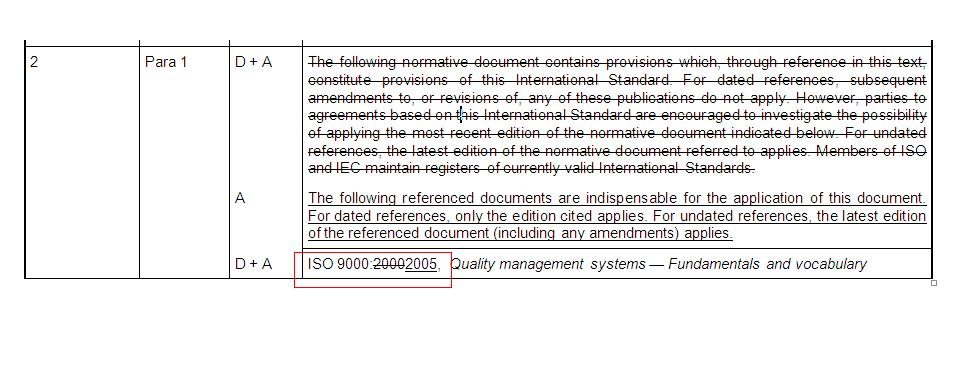 2 Para 1 D + A The following normative document contains provisions which, through reference in this text,
constitute provisions of this International Standard. For dated references, subsequent
amendments to, or revisions of, any of these publications do not apply. However, parties to
agreements based on this International Standard are encouraged to investigate the possibility
of applying the most recent edition of the normative document indicated below. For undated
references, the latest edition of the normative document referred to applies. Members of ISO
and IEC maintain registers of currently valid International Standards.
A The following referenced documents are indispensable for the application of this document.
For dated references, only the edition cited applies. For undated references, the latest edition
of the referenced document (including any amendments) applies.
D + A ISO 9000:20002005, Quality management systems — Fundamentals and vocabulary